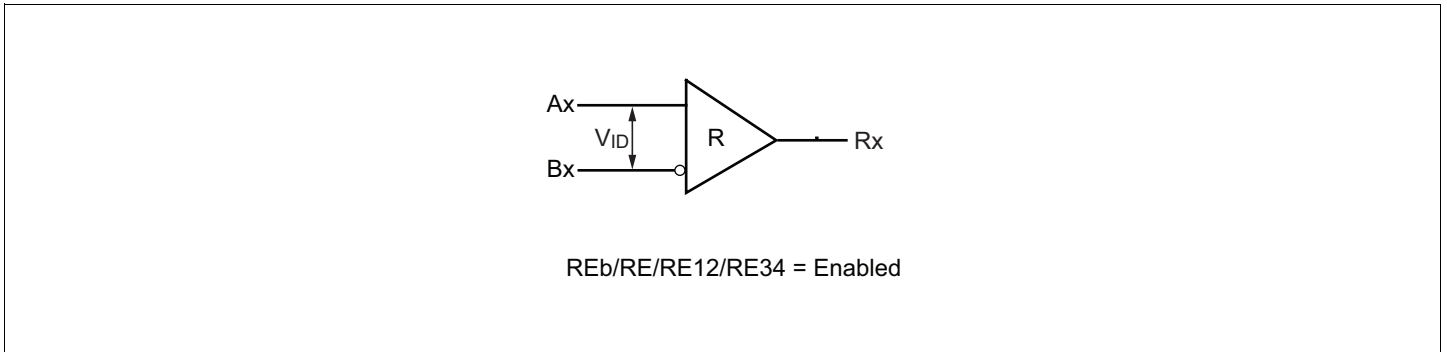 Ax
VID
R
Rx
Bx
REb/RE/RE12/RE34 = Enabled